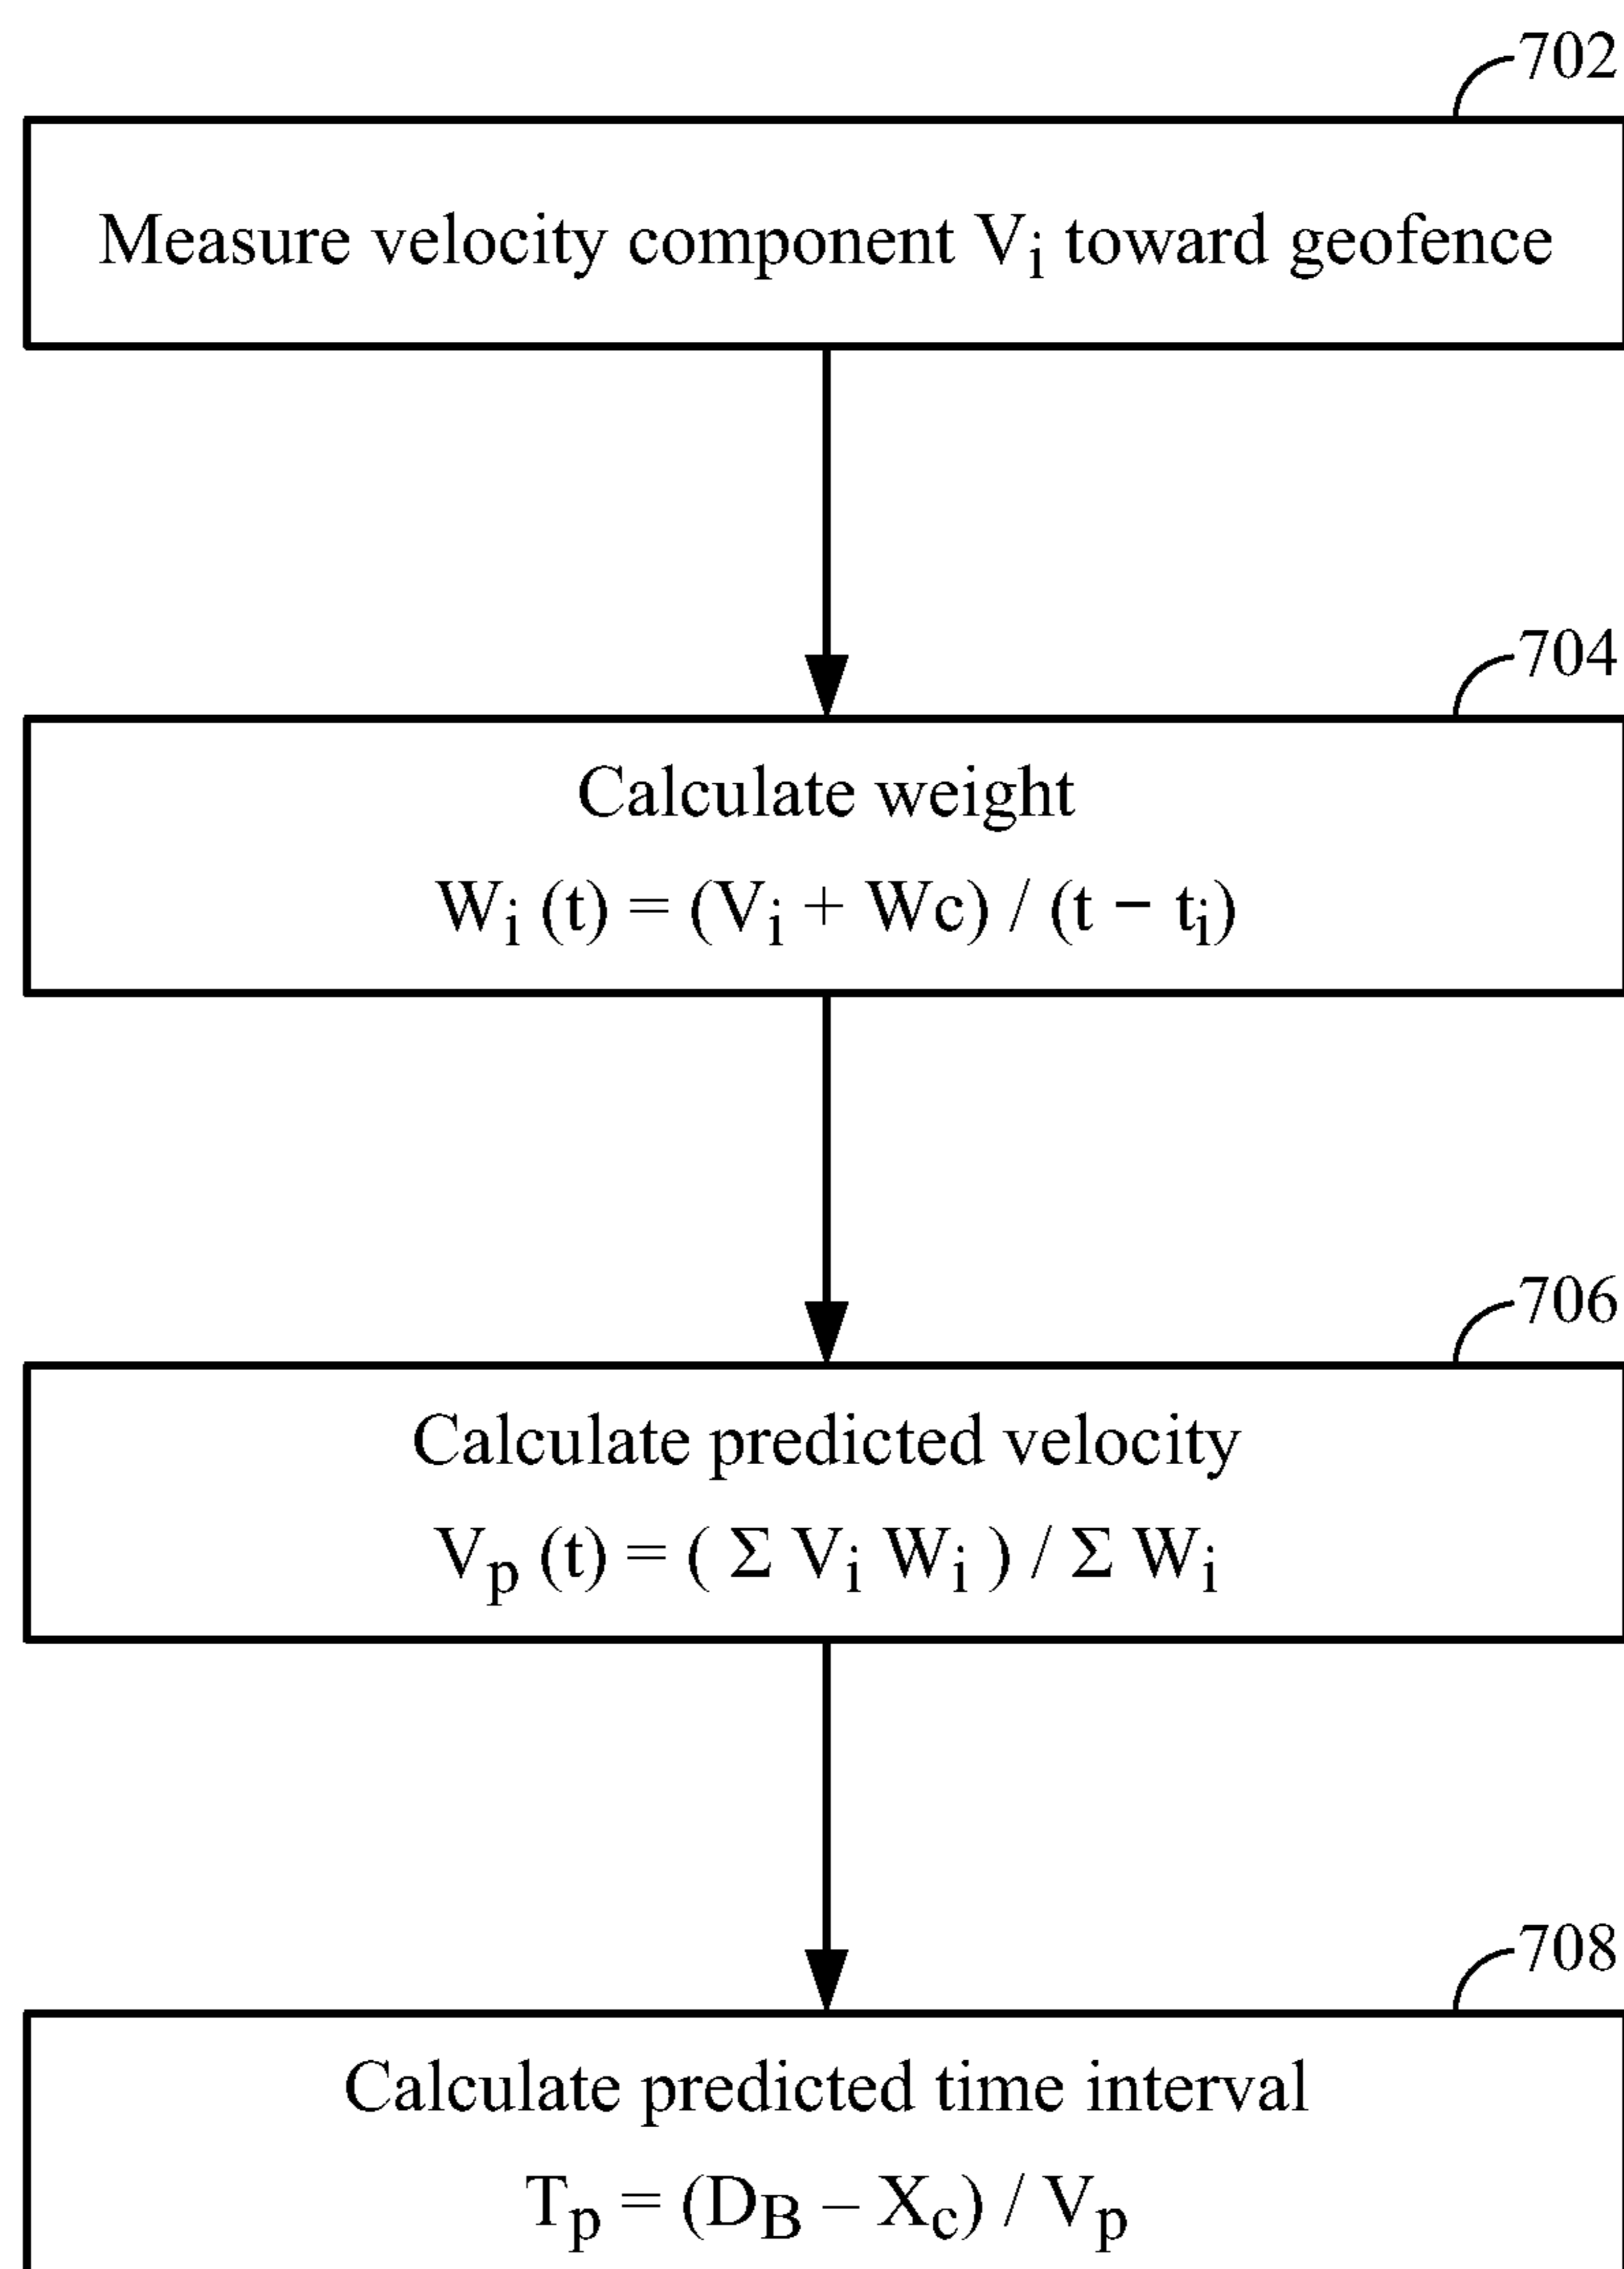 702
Measure velocity component Vi toward geofence
704
Calculate weight
Wi (t) = (Vi + Wc) / (t − ti)
706
Calculate predicted velocity
Vp (t) = ( Σ Vi Wi ) / Σ Wi
708
Calculate predicted time interval
Tp = (DB – Xc) / Vp